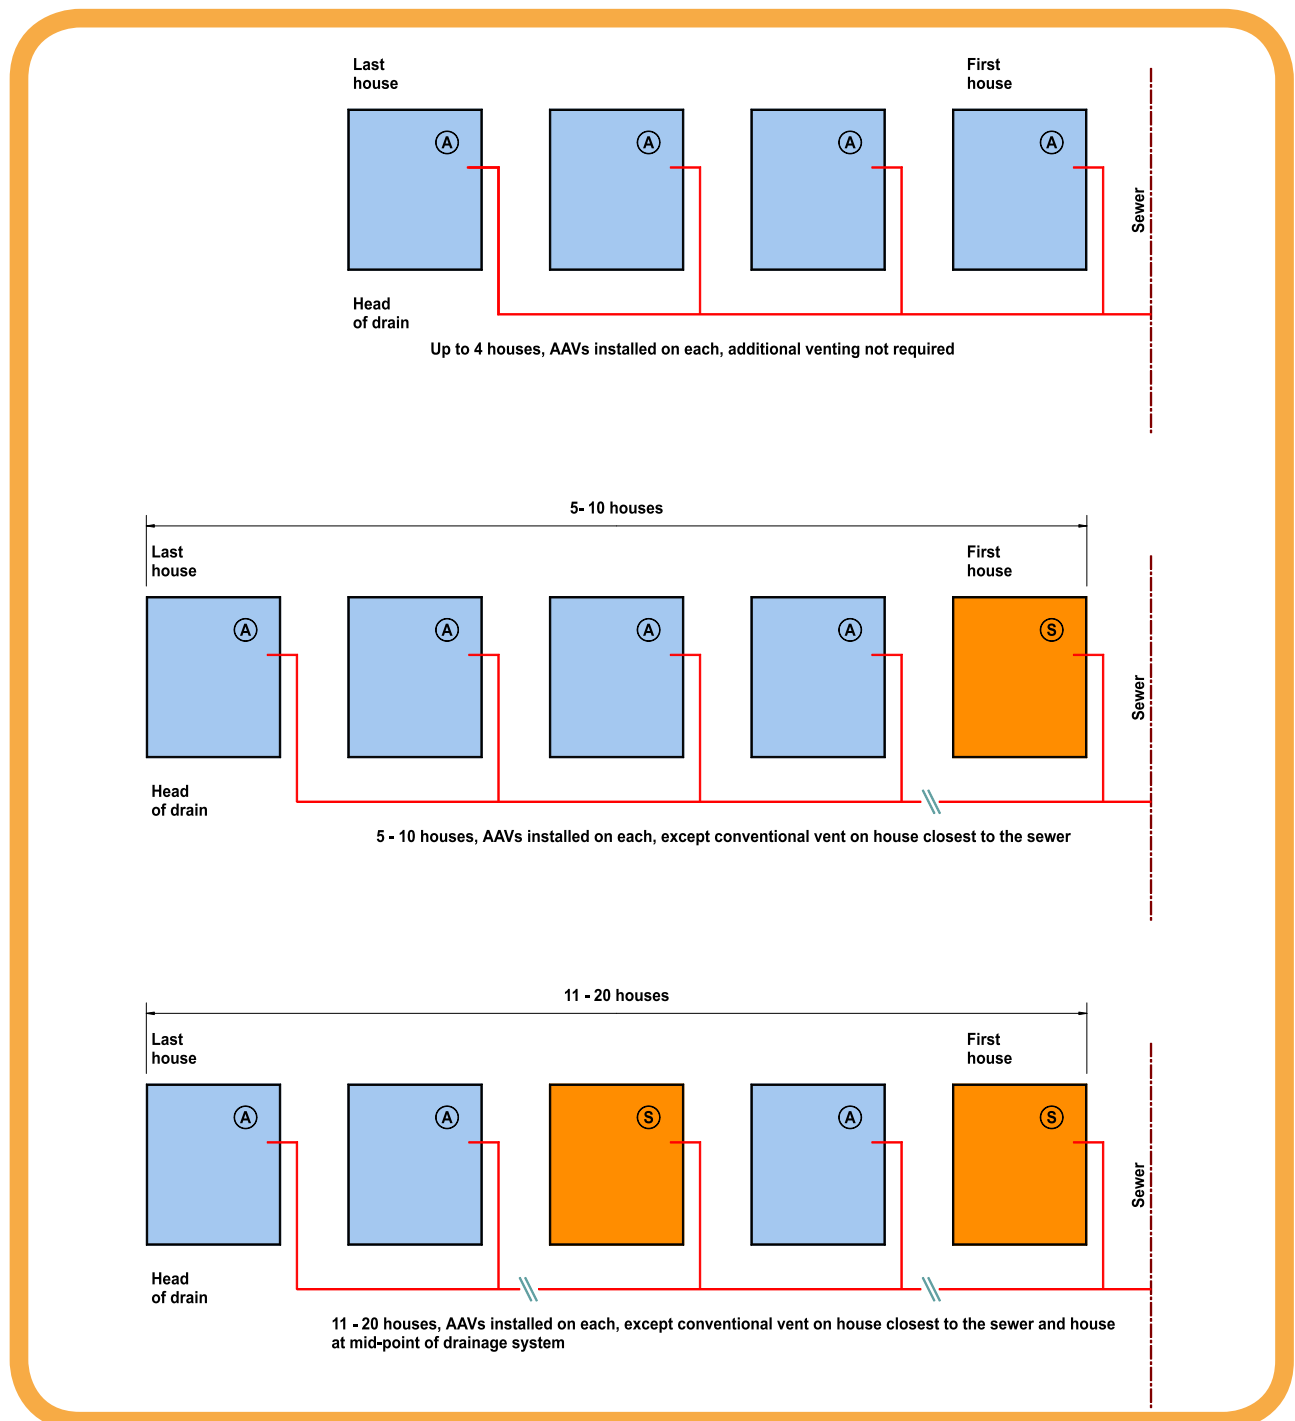 Last
house
First
house
A
A
A
A
Sewer
Head
of drain
Up to 4 houses, AAVs installed on each, additional venting not required
5- 10 houses
Last
house
First
house
A
A
A
A
S
Sewer
Head
of drain
5 - 10 houses, AAVs installed on each, except conventional vent on house closest to the sewer
11 - 20 houses
Last
house
First
house
A
A
S
A
S
Sewer
Head
of drain
11 - 20 houses, AAVs installed on each, except conventional vent on house closest to the sewer and house
at mid-point of drainage system